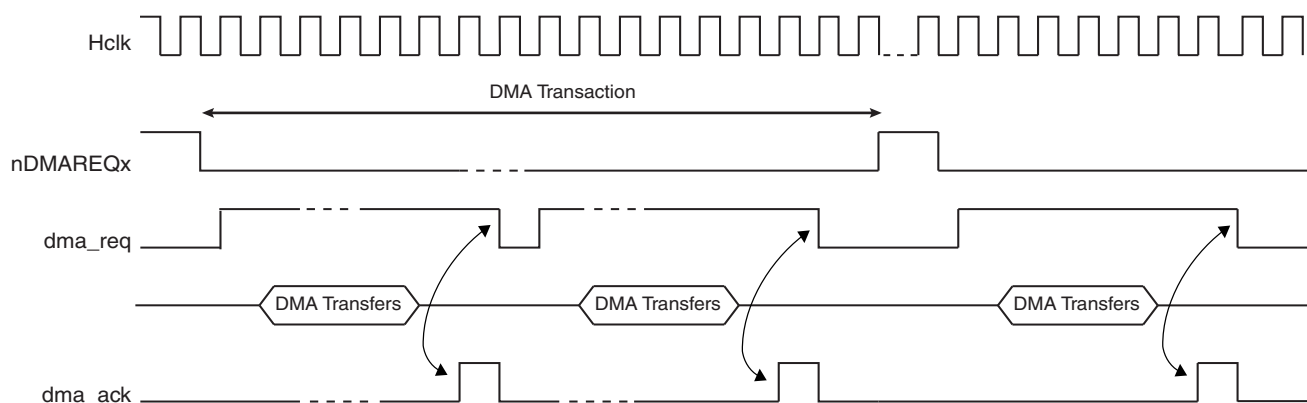 Hclk
DMA Transaction
nDMAREQx
dma_req
DMA Transfers DMA Transfers DMA Transfers
dma_ack